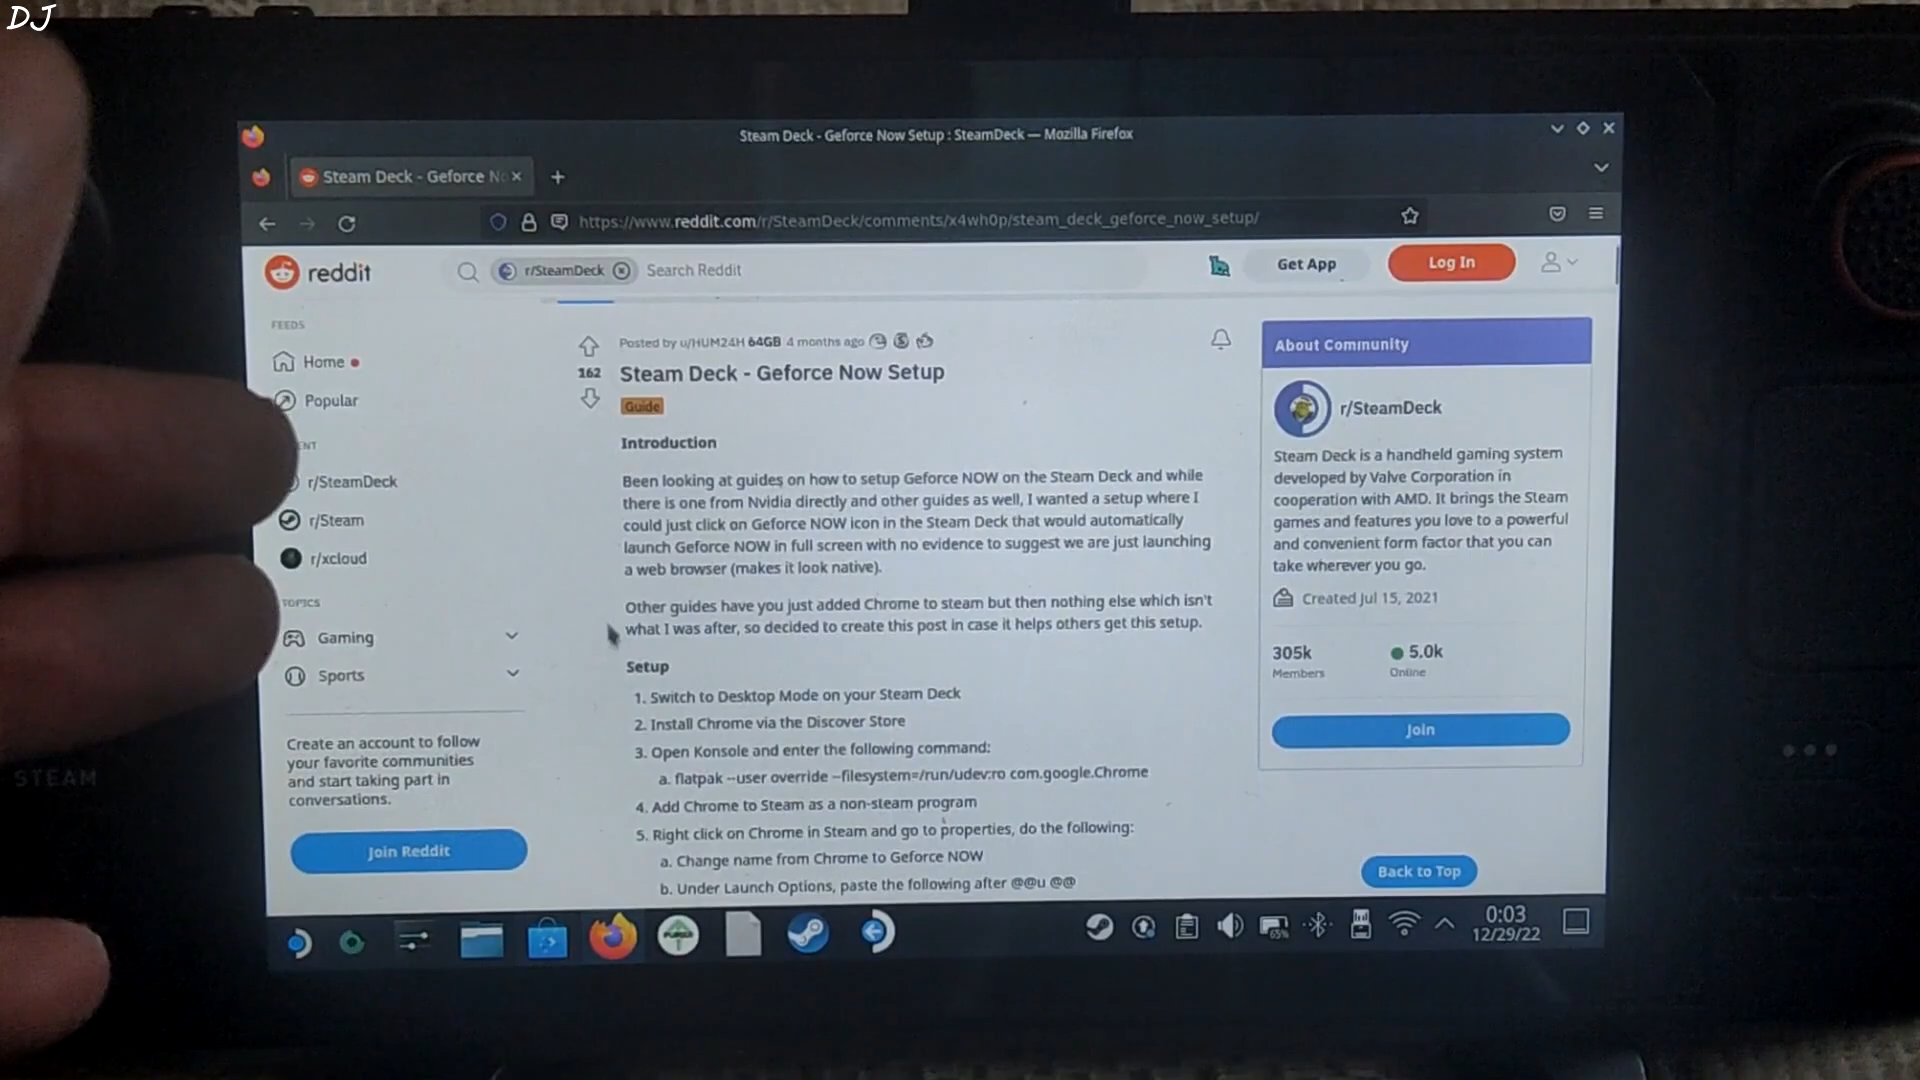 DJ
Steam Deck - Geforce Now Setup : SteamDeck — Mozilla Firefox
Steam Deck - Geforce No
https://www.reddit.com/r/SteamDeck/comments/x4wh0p/steam_deck_geforce_now_setup/
reddit
r/SteamDeck
Search Reddit
Get App
Log In
FEEDS
Home
Popular
ENT
r/SteamDeck
r/Steam
r/xcloud
TOPICS
Gaming
Sports
Create an account to follow
your favorite communities
and start taking part in
conversations.
Join Reddit
Posted by u/HUM24H 64GB 4 months ago
162
Steam Deck - Geforce Now Setup
Guide
Introduction
Been looking at guides on how to setup Geforce NOW on the Steam Deck and while
there is one from Nvidia directly and other guides as well, I wanted a setup where I
could just click on Geforce NOW icon in the Steam Deck that would automatically
launch Geforce NOW in full screen with no evidence to suggest we are just launching
a web browser (makes it look native).
Other guides have you just added Chrome to steam but then nothing else which isn't
what I was after, so decided to create this post in case it helps others get this setup.
Setup
1. Switch to Desktop Mode on your Steam Deck
2. Install Chrome via the Discover Store
3. Open Konsole and enter the following command:
a. flatpak --user override --filesystem=/run/udev:ro com.google.Chrome
4. Add Chrome to Steam as a non-steam program
5. Right click on Chrome in Steam and go to properties, do the following:
a. Change name from Chrome to Geforce NOW
b. Under Launch Options, paste the following after @@u @@
About Community
r/SteamDeck
Steam Deck is a handheld gaming system
developed by Valve Corporation in
cooperation with AMD. It brings the Steam
games and features you love to a powerful
and convenient form factor that you can
take wherever you go.
Created Jul 15, 2021
305k
Members
5.0k
Online
Join
Back to Top
65%
0:03
12/29/22
STEAM